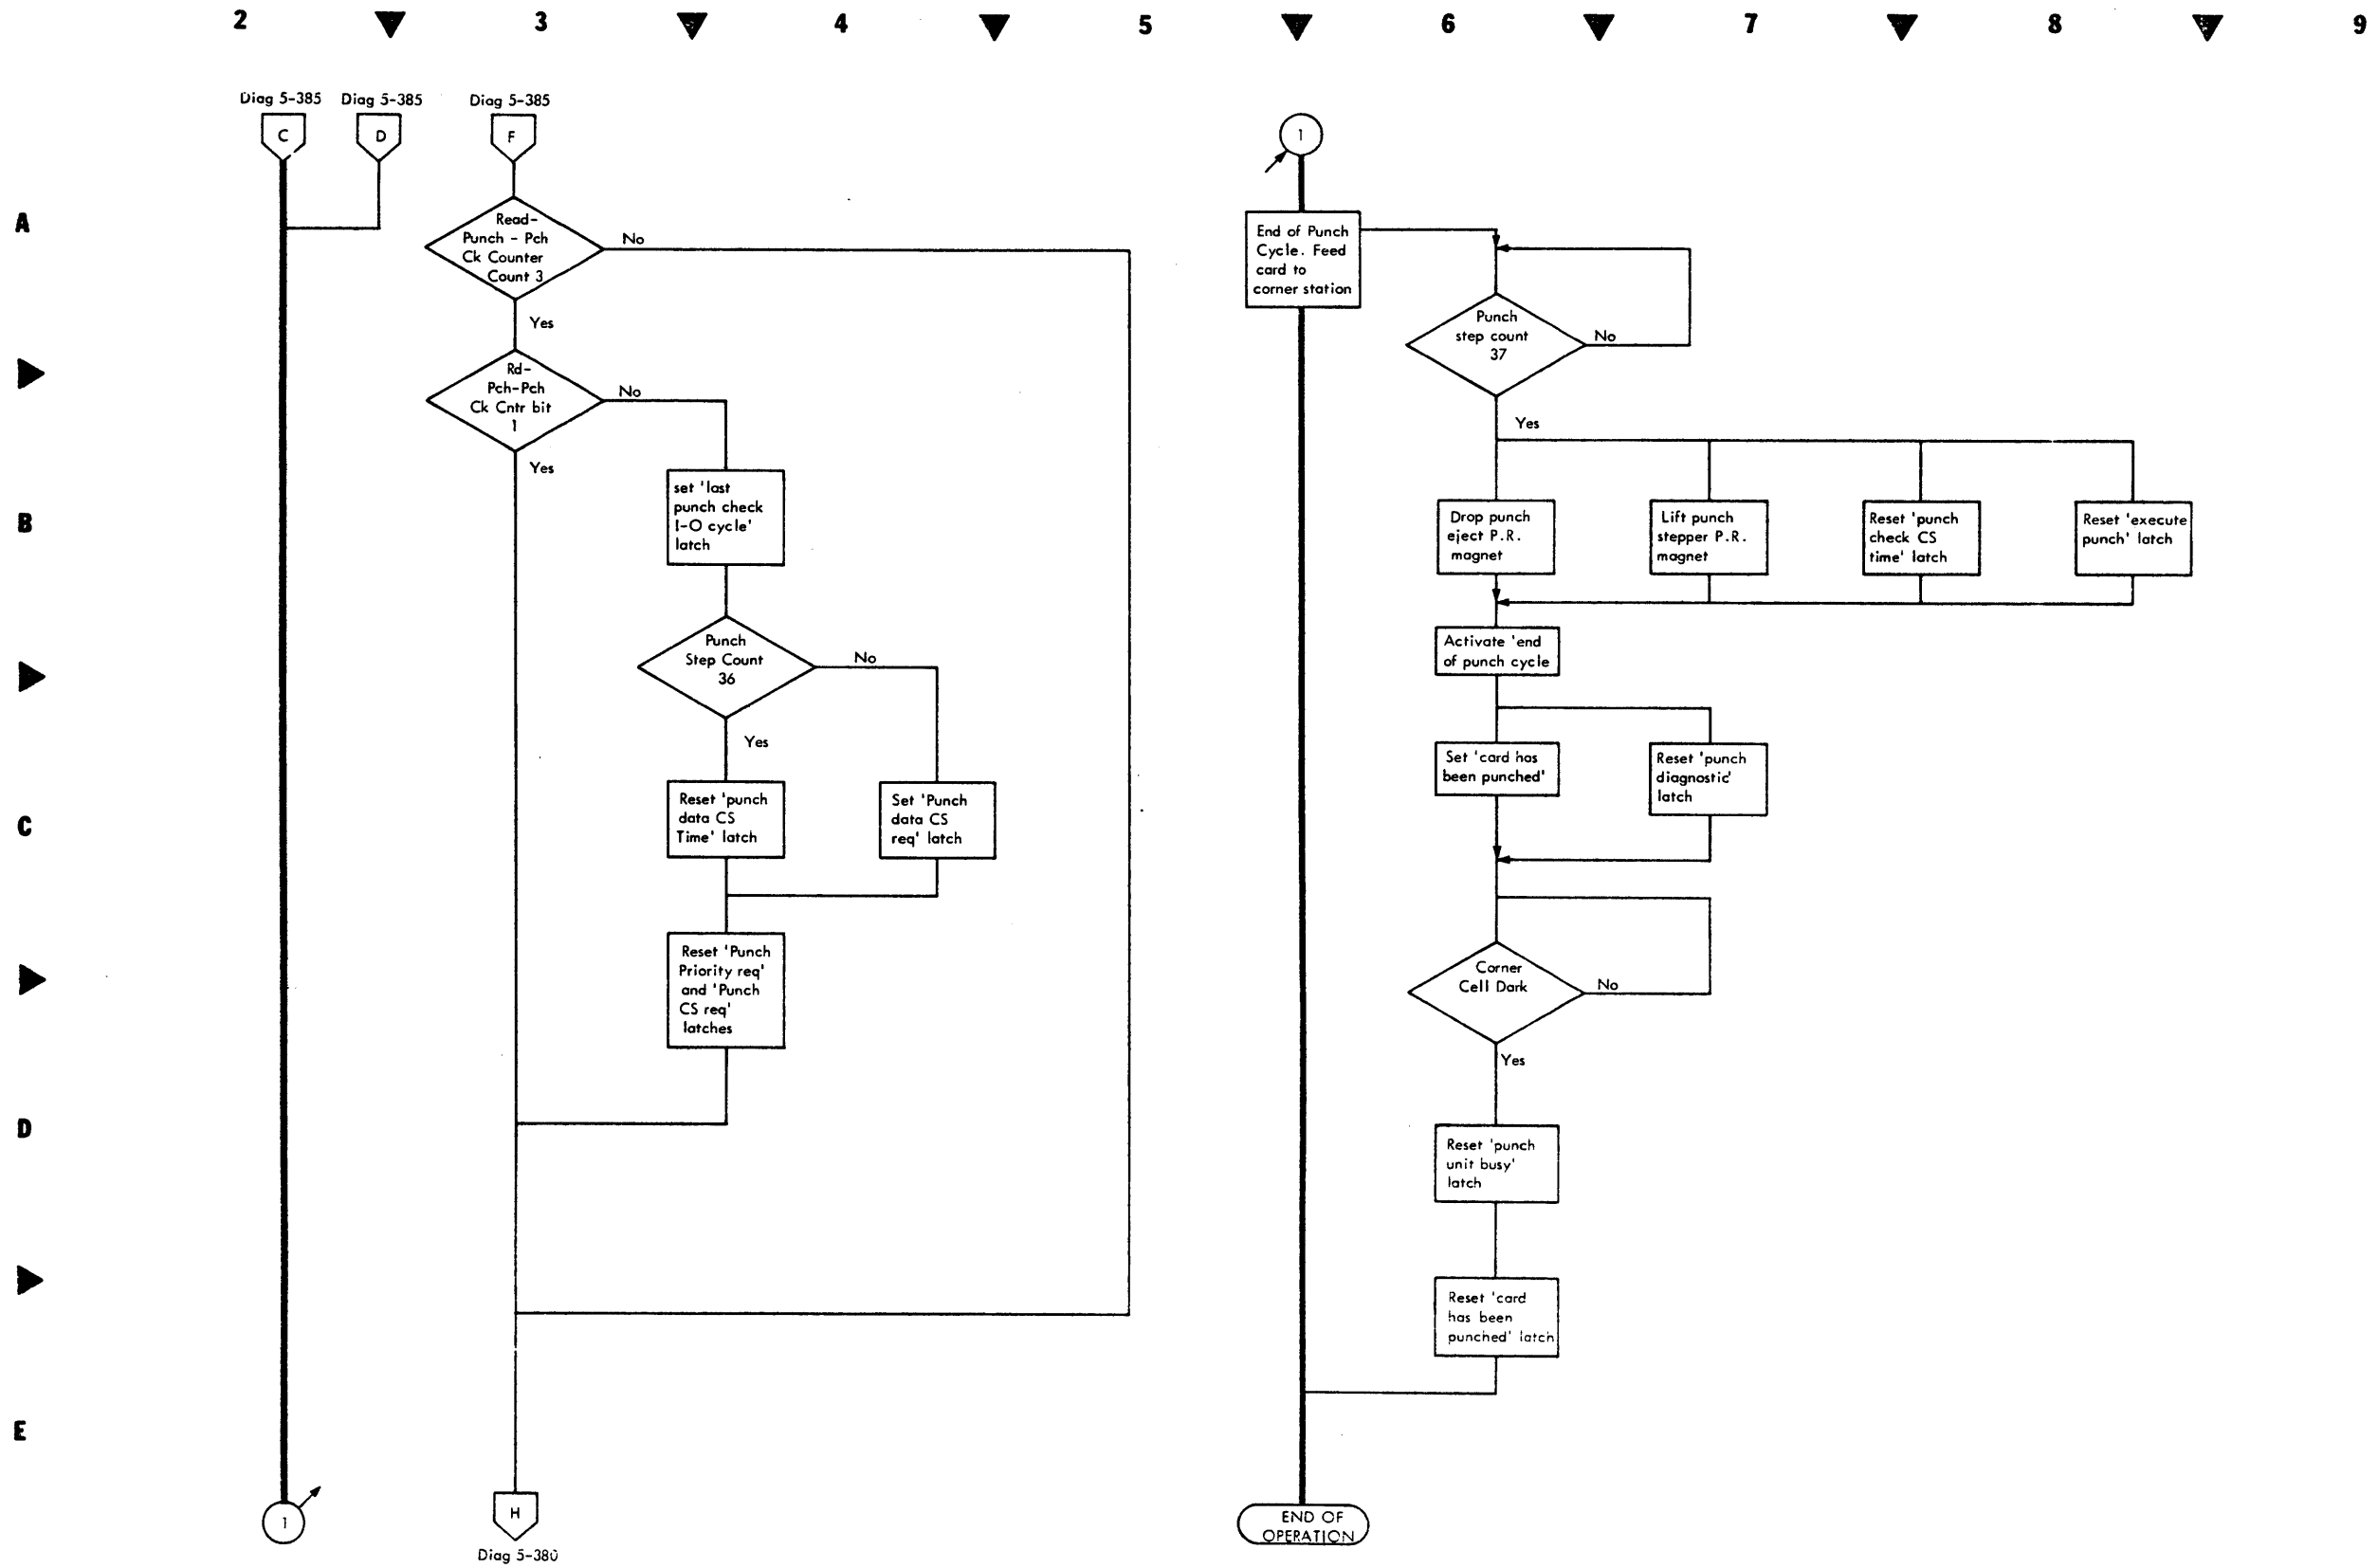 2 3 4 5 6 7 8 9
Diag 5-385 Diag 5-385 Diag 5-385
C D F
1
A
Read-
Punch - Pch
Ck Counter
Count 3
No
Yes
Rd-
Pch-Pch
Ck Cntr bit
1
No
Yes
B
set 'last
punch check
I-O cycle'
latch
Punch
Step Count
36
No
Yes
C
Reset 'punch
data CS
Time' latch
Set 'Punch
data CS
req' latch
Reset 'Punch
Priority req'
and 'Punch
CS req'
latches
D
E
1
H
Diag 5-380
End of Punch
Cycle. Feed
card to
corner station
Punch
step count
37
No
Yes
Drop punch
eject P.R.
magnet
Lift punch
stepper P.R.
magnet
Reset 'punch
check CS
time' latch
Reset 'execute
punch' latch
Activate 'end
of punch cycle
Set 'card has
been punched'
Reset 'punch
diagnostic'
latch
Corner
Cell Dark
No
Yes
Reset 'punch
unit busy'
latch
Reset 'card
has been
punched' latch
END OF
OPERATION